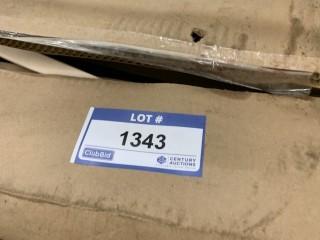 LOT #
1343
ClubBid
CENTURY
AUCTIONS